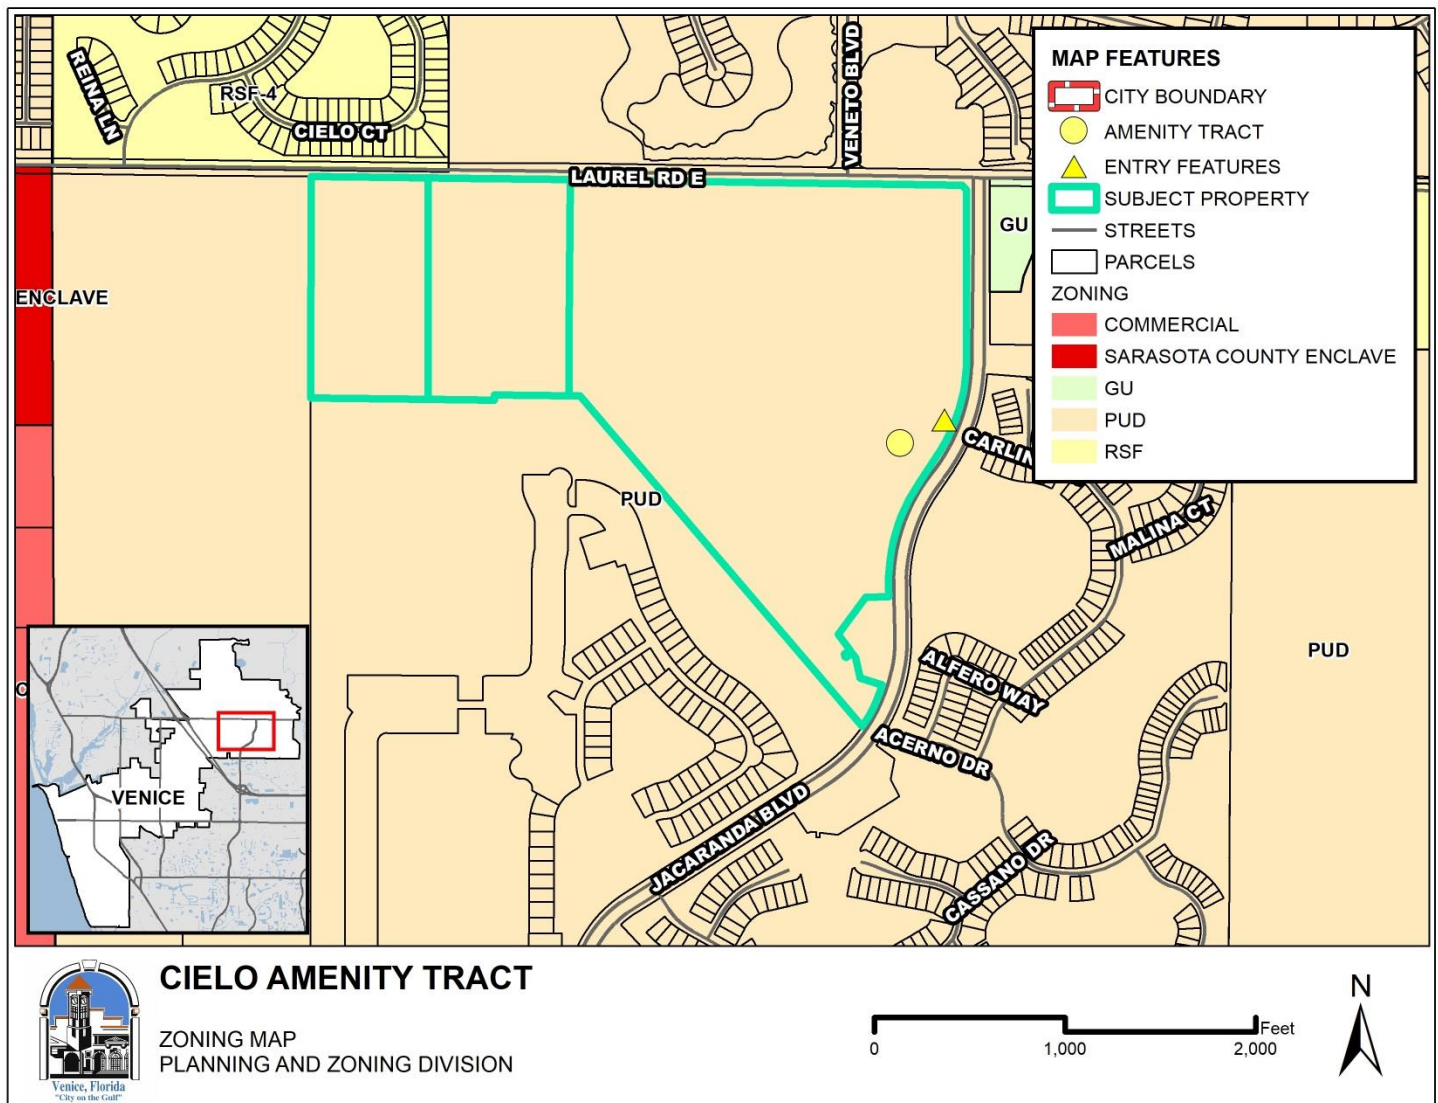 REINA LN
RSF-4
CIELO CT
VENETO BLVD
LAUREL RD E
GU
ENCLAVE
PUD
CARLIN
MALINA CT
PUD
ALFERO WAY
ACERNO DR
JACARANDA BLVD
CASSANO DR
VENICE
MAP FEATURES
CITY BOUNDARY
AMENITY TRACT
ENTRY FEATURES
SUBJECT PROPERTY
STREETS
PARCELS
ZONING
COMMERCIAL
SARASOTA COUNTY ENCLAVE
GU
PUD
RSF
CIELO AMENITY TRACT
ZONING MAP
PLANNING AND ZONING DIVISION
Venice, Florida
"City on the Gulf"
Feet
0 1,000 2,000
N